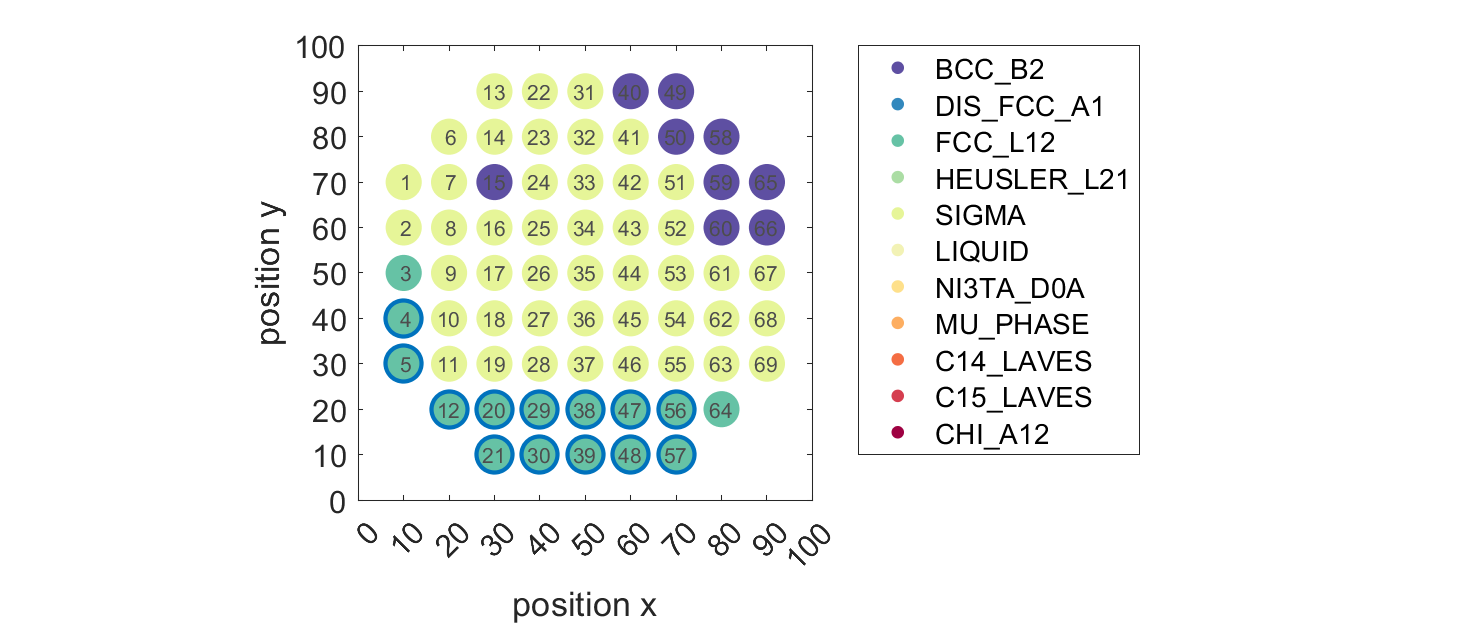 100
90 13 22 31 40 49
80 6 14 23 32 41 50 58
70 1 7 15 24 33 42 51 59 65
60 2 8 16 25 34 43 52 60 66
50 3 9 17 26 35 44 53 61 67
40 4 10 18 27 36 45 54 62 68
30 5 11 19 28 37 46 55 63 69
20 12 20 29 38 47 56 64
10 21 30 39 48 57
0
position y
0 10 20 30 40 50 60 70 80 90 100
position x
BCC_B2
DIS_FCC_A1
FCC_L12
HEUSLER_L21
SIGMA
LIQUID
NI3TA_D0A
MU_PHASE
C14_LAVES
C15_LAVES
CHI_A12